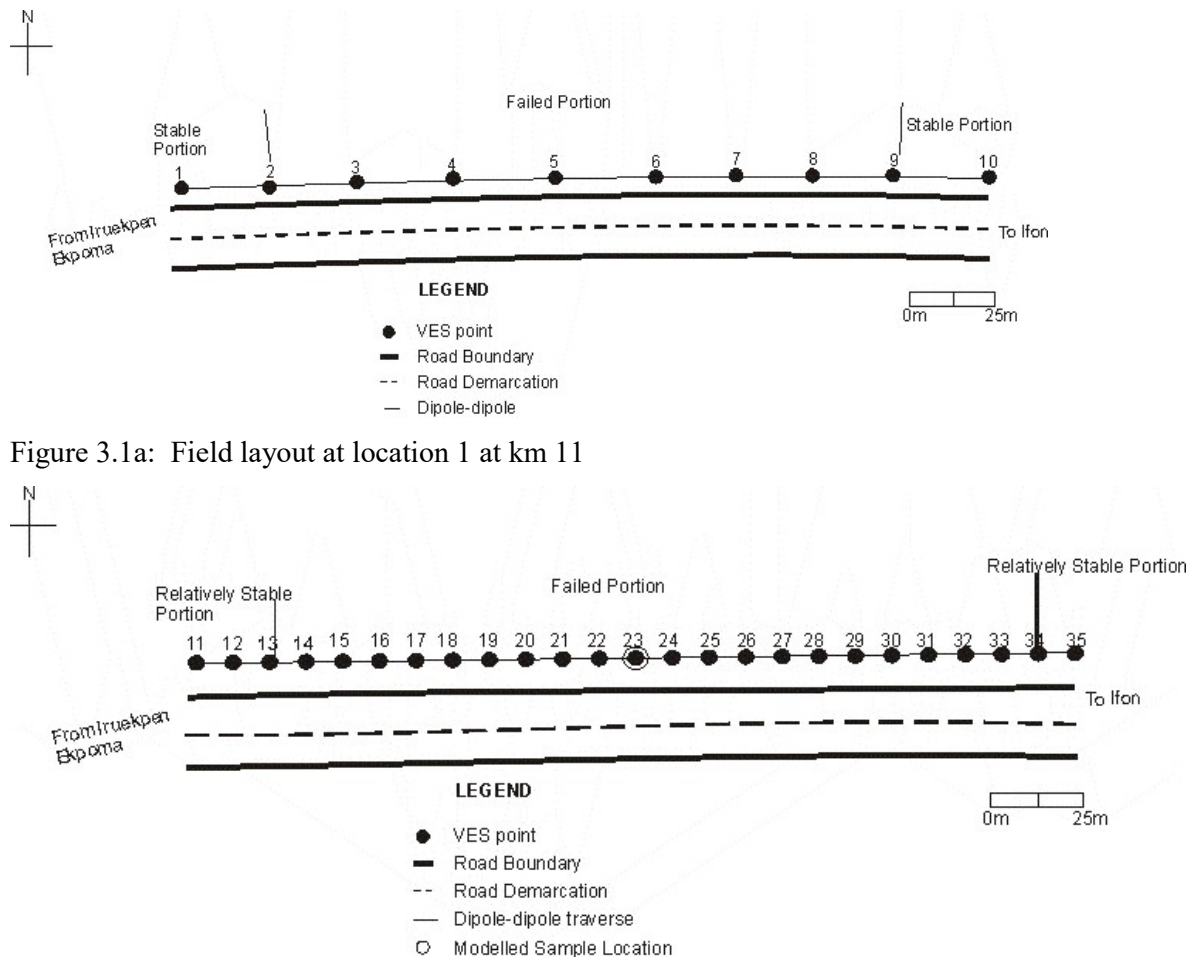 N
Failed Portion
Stable
Portion
Stable Portion
1 2 3 4 5 6 7 8 9 10
From Iruekpen
Ekpoma
To Ifon
LEGEND
0m 25m
VES point
Road Boundary
Road Demarcation
Dipole-dipole
Figure 3.1a: Field layout at location 1 at km 11
N
Relatively Stable Portion
Failed Portion
Relatively Stable
Portion
11 12 13 14 15 16 17 18 19 20 21 22 23 24 25 26 27 28 29 30 31 32 33 34 35
To Ifon
From Iruekpen
Ekpoma
LEGEND
0m 25m
VES point
Road Boundary
Road Demarcation
Dipole-dipole traverse
Modelled Sample Location